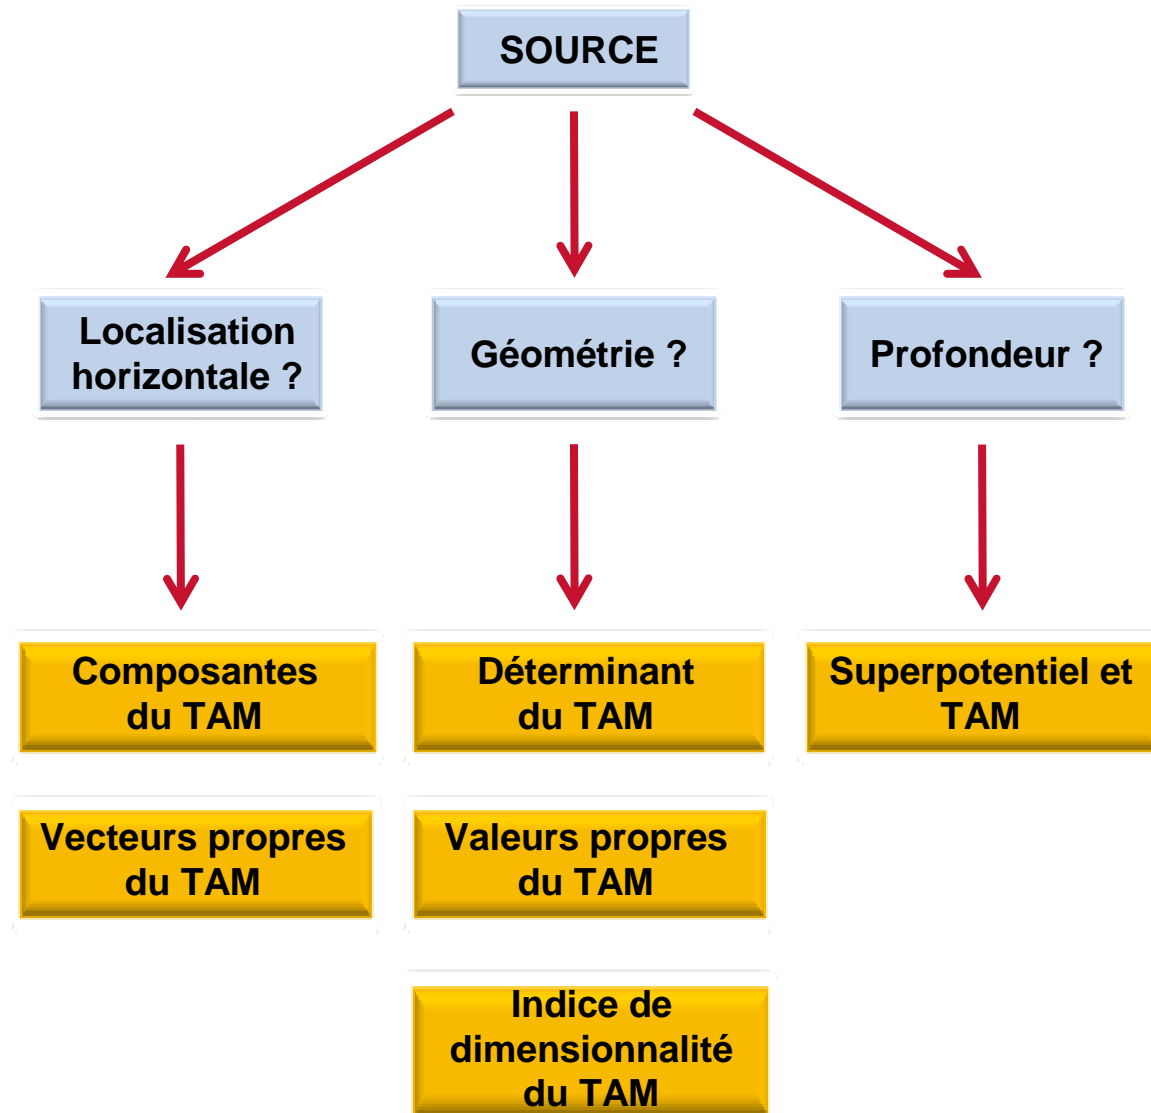 SOURCE
Localisation
horizontale ?
Géométrie ?
Profondeur ?
Composantes
du TAM
Déterminant
du TAM
Superpotentiel et
TAM
Vecteurs propres
du TAM
Valeurs propres
du TAM
Indice de
dimensionnalité
du TAM